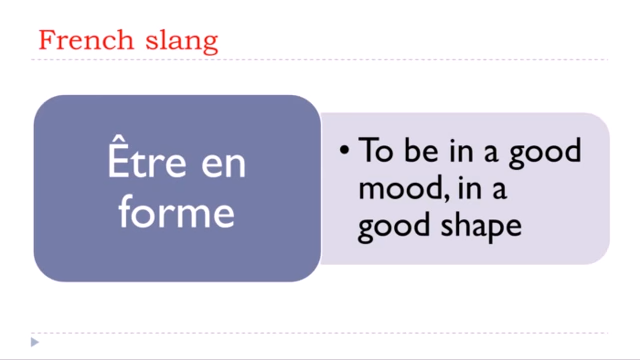 French slang
Être en
forme
• To be in a good
mood, in a
good shape